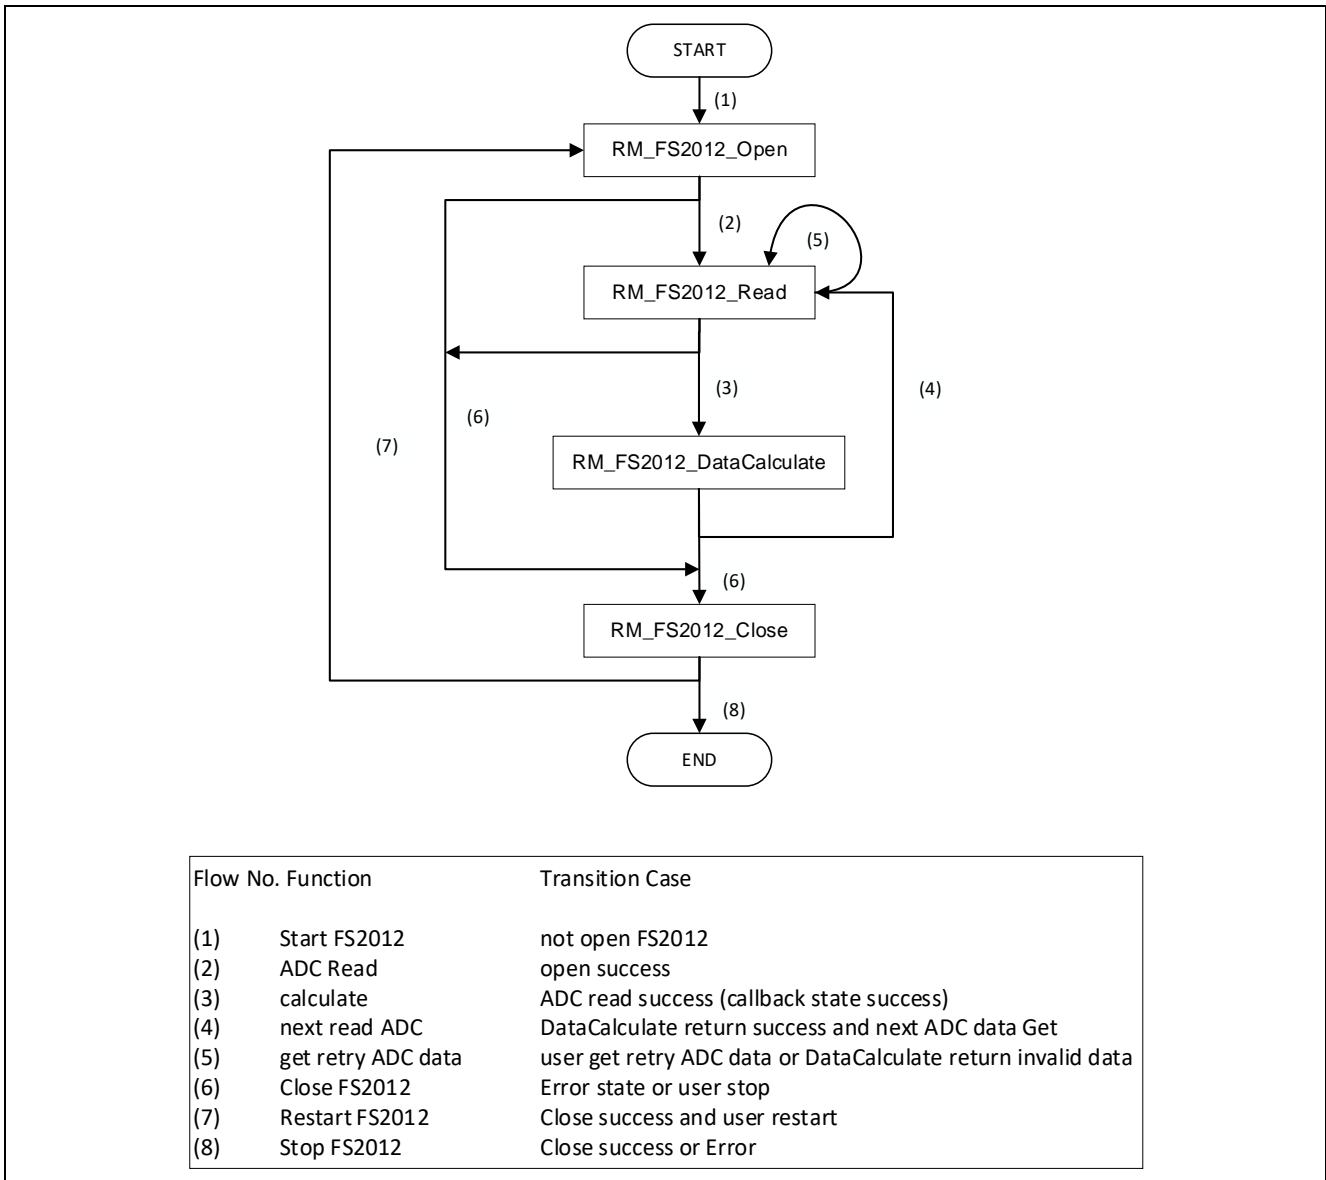 START
(1)
RM_FS2012_Open
(2)
(5)
RM_FS2012_Read
(3)
(4)
(6)
(7)
RM_FS2012_DataCalculate
(6)
RM_FS2012_Close
(8)
END
Flow No. Function Transition Case
(1) Start FS2012 not open FS2012
(2) ADC Read open success
(3) calculate ADC read success (callback state success)
(4) next read ADC DataCalculate return success and next ADC data Get
(5) get retry ADC data user get retry ADC data or DataCalculate return invalid data
(6) Close FS2012 Error state or user stop
(7) Restart FS2012 Close success and user restart
(8) Stop FS2012 Close success or Error